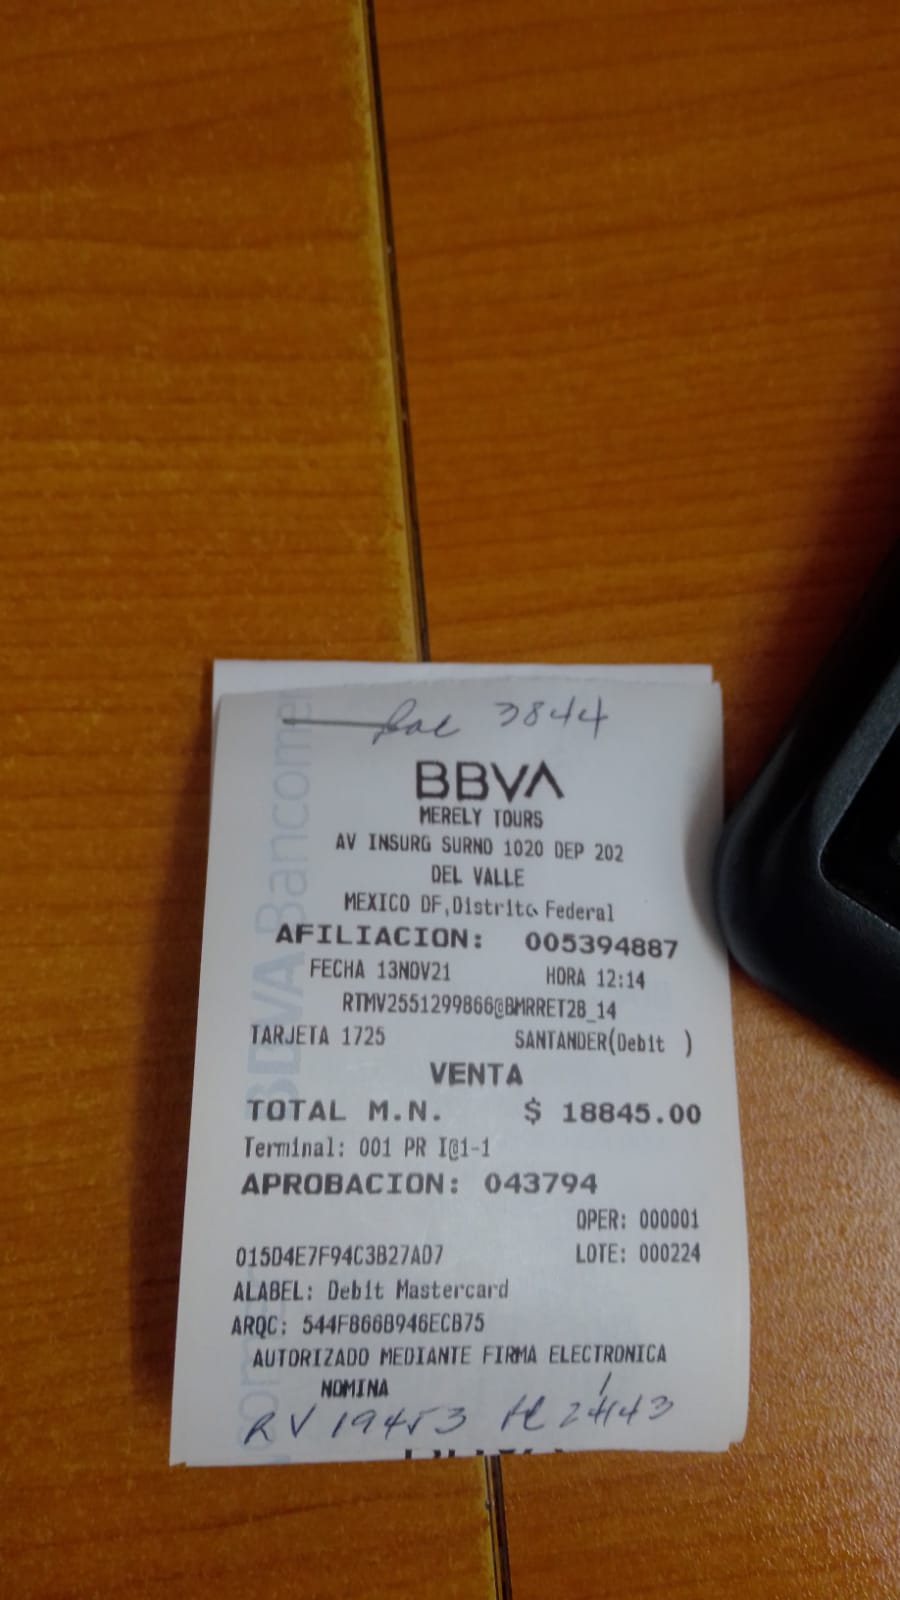 Fac 3844
BBVA
MERELY TOURS
AV INSURG SURNO 1020 DEP 202
DEL VALLE
MEXICO DF,Distrito Federal
AFILIACION: 005394887
FECHA 13NOV21 HORA 12:14
RTMV2551299866@BMRRET28_14
TARJETA 1725 SANTANDER(Debit )
VENTA
TOTAL M.N. $ 18845.00
Terminal: 001 PR I@1-1
APROBACION: 043794
OPER: 000001
015D4E7F94C3B27AD7 LOTE: 000224
ALABEL: Debit Mastercard
ARQC: 544F866B946ECB75
AUTORIZADO MEDIANTE FIRMA ELECTRONICA
NOMINA
RV 19453
BBVA Bancomer